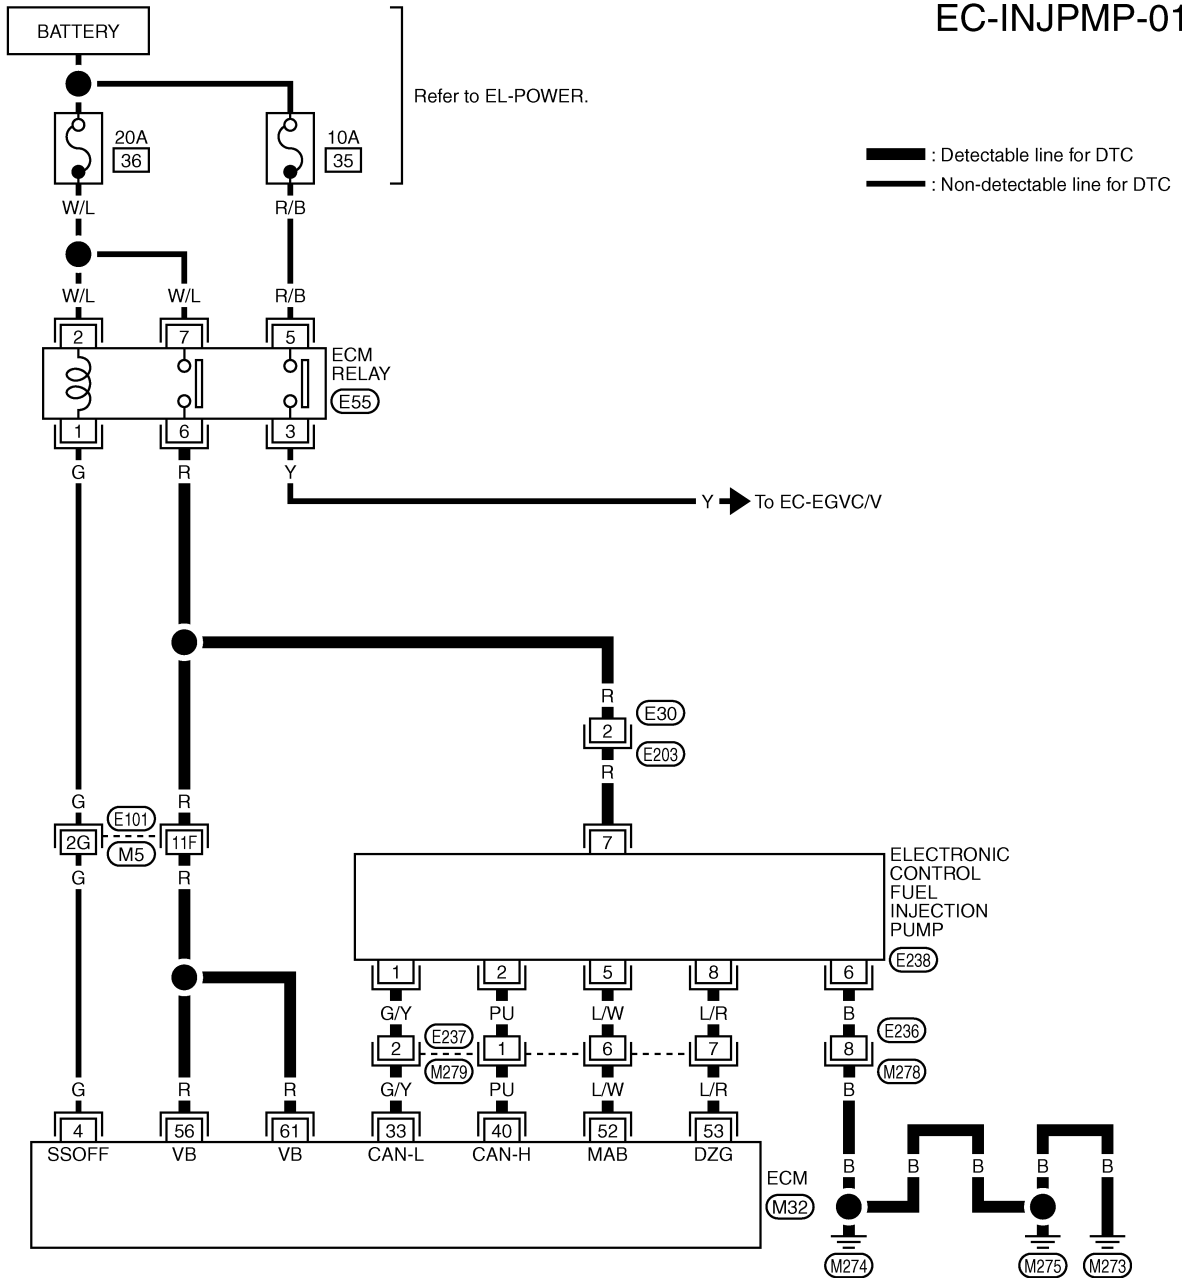 EC-INJPMP-01
BATTERY
Refer to EL-POWER.
20A
36
10A
35
: Detectable line for DTC
: Non-detectable line for DTC
W/L
R/B
W/L
W/L
R/B
2
7
5
ECM
RELAY
E55
1
6
3
G
R
Y
Y
To EC-EGVC/V
R
E30
2
E203
R
G
R
E101
2G
11F
M5
7
G
R
ELECTRONIC
CONTROL
FUEL
INJECTION
PUMP
E238
1
2
5
8
6
G/Y
PU
L/W
L/R
B
E237
E236
2
1
6
7
8
M279
M278
G
R
R
G/Y
PU
L/W
L/R
B
4
56
61
33
40
52
53
SSOFF
VB
VB
CAN-L
CAN-H
MAB
DZG
B
B
B
B
B
ECM
M32
M274
M275
M273